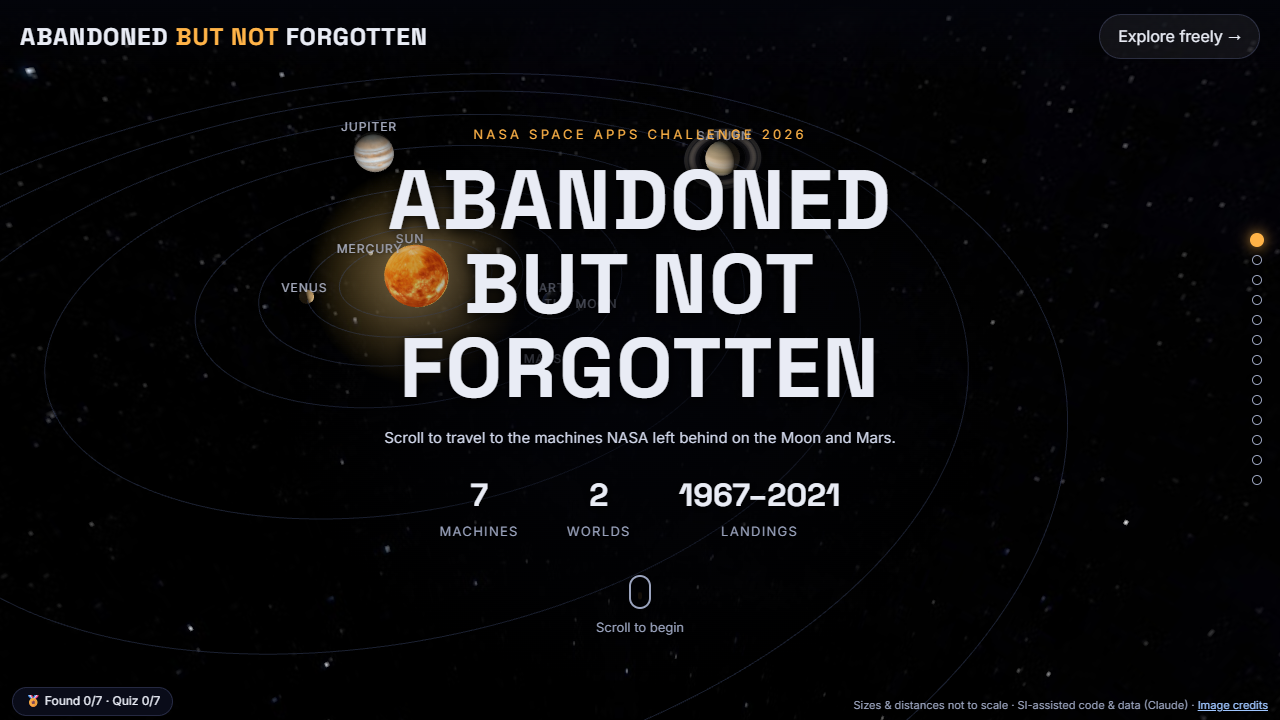 ABANDONED BUT NOT FORGOTTEN
Explore freely →
JUPITER
NASA SPACE APPS CHALLENGE 2026
ABANDONED
SUN
MERCURY
BUT NOT
VENUS
FORGOTTEN
Scroll to travel to the machines NASA left behind on the Moon and Mars.
7
2
1967–2021
MACHINES
WORLDS
LANDINGS
Scroll to begin
Found 0/7 · Quiz 0/7
Sizes & distances not to scale · SI-assisted code & data (Claude) · Image credits